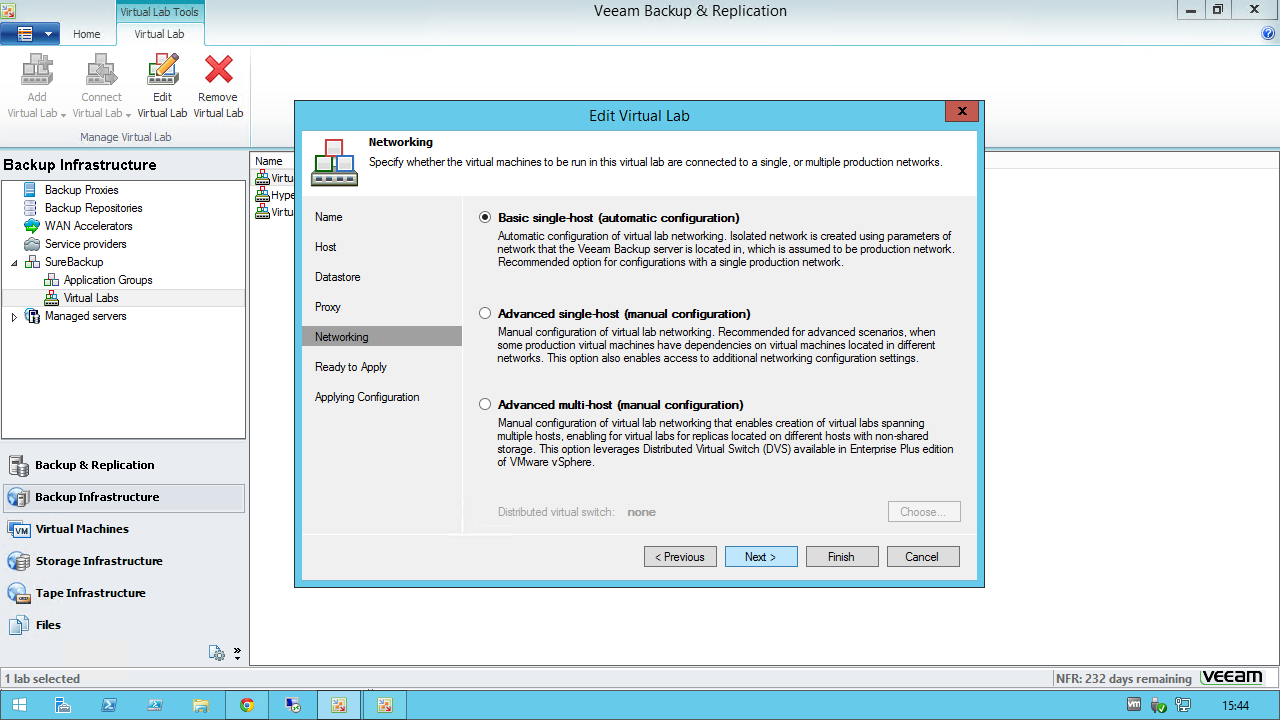 Virtual Lab Tools
Veeam Backup & Replication
Home
Virtual Lab
Add
Virtual Lab
Connect
Virtual Lab
Edit
Virtual Lab
Remove
Virtual Lab
Manage Virtual Lab
Backup Infrastructure
Backup Proxies
Backup Repositories
WAN Accelerators
Service providers
SureBackup
Application Groups
Virtual Labs
Managed servers
Backup & Replication
Backup Infrastructure
Virtual Machines
Storage Infrastructure
Tape Infrastructure
Files
Name
Virtu
Hype
Virtu
Edit Virtual Lab
Networking
Specify whether the virtual machines to be run in this virtual lab are connected to a single, or multiple production networks.
Name
Host
Datastore
Proxy
Networking
Ready to Apply
Applying Configuration
Basic single-host (automatic configuration)
Automatic configuration of virtual lab networking. Isolated network is created using parameters of
network that the Veeam Backup server is located in, which is assumed to be production network.
Recommended option for configurations with a single production network.
Advanced single-host (manual configuration)
Manual configuration of virtual lab networking. Recommended for advanced scenarios, when
some production virtual machines have dependencies on virtual machines located in different
networks. This option also enables access to additional networking configuration settings.
Advanced multi-host (manual configuration)
Manual configuration of virtual lab networking that enables creation of virtual labs spanning
multiple hosts, enabling for virtual labs for replicas located on different hosts with non-shared
storage. This option leverages Distributed Virtual Switch (DVS) available in Enterprise Plus edition
of VMware vSphere.
Distributed virtual switch: none
Choose...
< Previous
Next >
Finish
Cancel
1 lab selected
NFR: 232 days remaining
veeam
vm
15:44